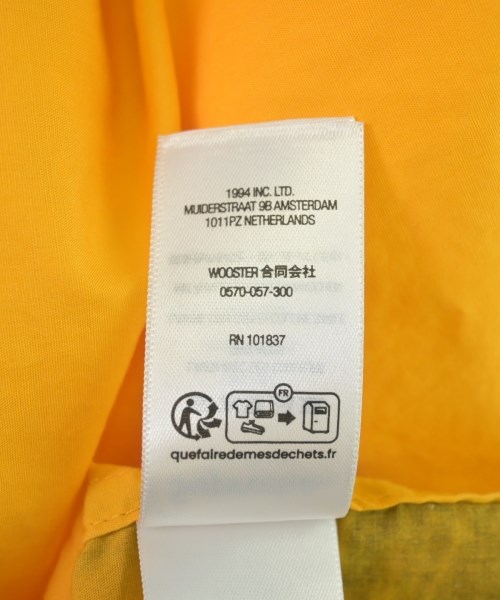 1994 INC. LTD.
MUIDERSTRAAT 9B AMSTERDAM
1011PZ NETHERLANDS
WOOSTER 合同会社
0570-057-300
RN 101837
FR
quefairedemesdechets.fr